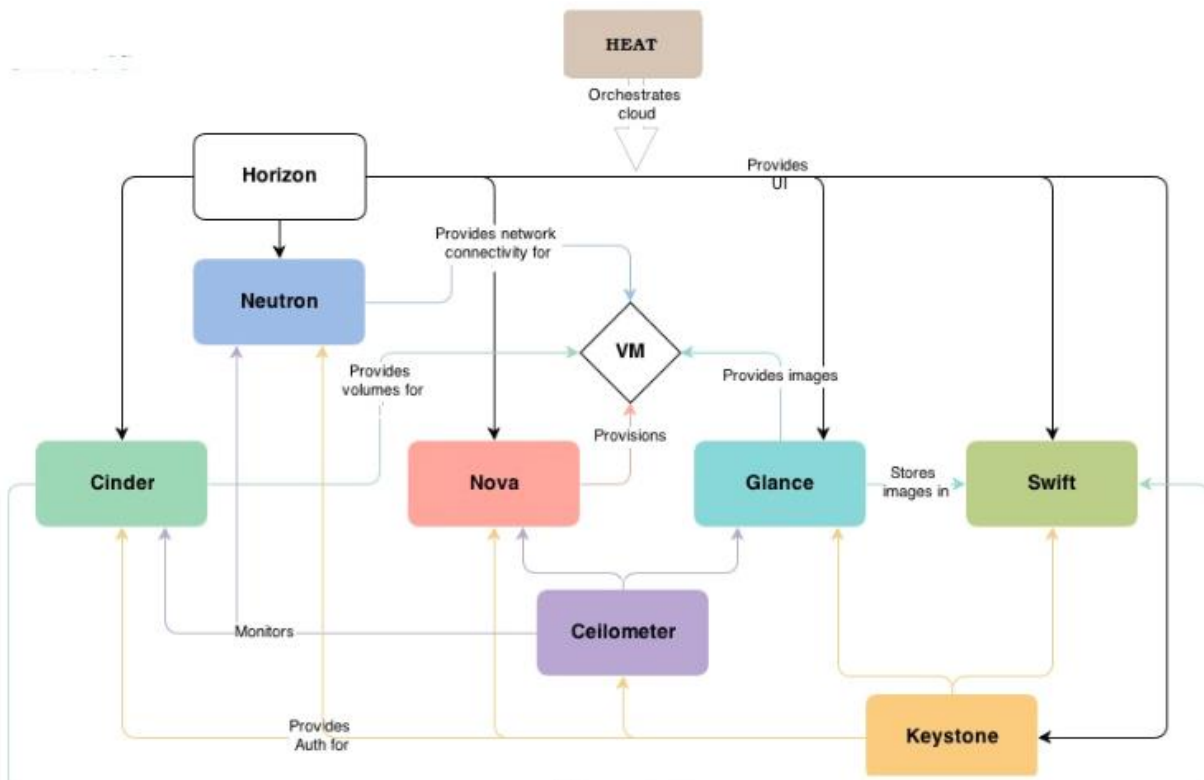 HEAT
Orchestrates
cloud
Provides
UI
Horizon
Provides network
connectivity for
Neutron
VM
Provides
volumes for
Provides images
Provisions
Cinder
Nova
Glance
Stores
images in
Swift
Ceilometer
Monitors
Keystone
Provides
Auth for